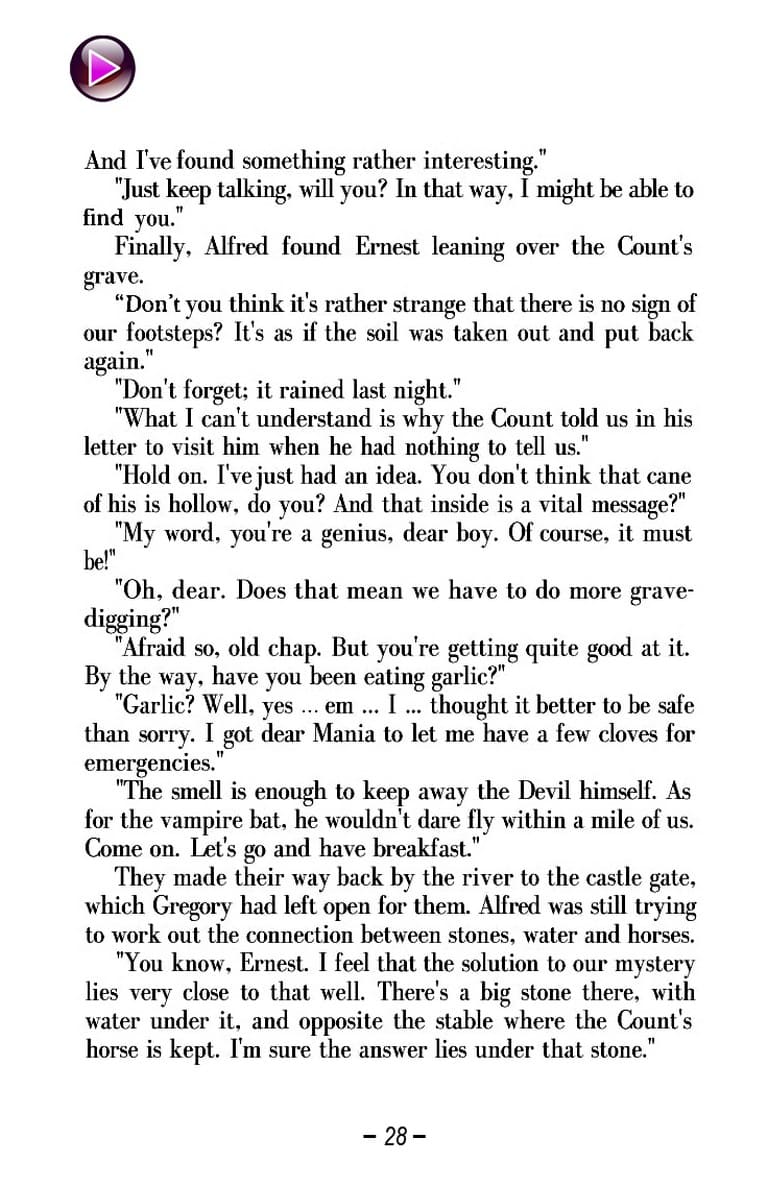 And I've found something rather interesting."
"Just keep talking, will you? In that way, I might be able to
find you."
Finally, Alfred found Ernest leaning over the Count's
grave.
“Don’t you think it's rather strange that there is no sign of
our footsteps? It's as if the soil was taken out and put back
again."
"Don't forget; it rained last night."
"What I can't understand is why the Count told us in his
letter to visit him when he had nothing to tell us."
"Hold on. I've just had an idea. You don't think that cane
of his is hollow, do you? And that inside is a vital message?"
"My word, you're a genius, dear boy. Of course, it must
be!"
"Oh, dear. Does that mean we have to do more grave-
digging?"
"Afraid so, old chap. But you're getting quite good at it.
By the way, have you been eating garlic?"
"Garlic? Well, yes ... em ... I ... thought it better to be safe
than sorry. I got dear Mania to let me have a few cloves for
emergencies."
"The smell is enough to keep away the Devil himself. As
for the vampire bat, he wouldn't dare fly within a mile of us.
Come on. Let's go and have breakfast."
They made their way back by the river to the castle gate,
which Gregory had left open for them. Alfred was still trying
to work out the connection between stones, water and horses.
"You know, Ernest. I feel that the solution to our mystery
lies very close to that well. There's a big stone there, with
water under it, and opposite the stable where the Count's
horse is kept. I'm sure the answer lies under that stone."
– 28 –